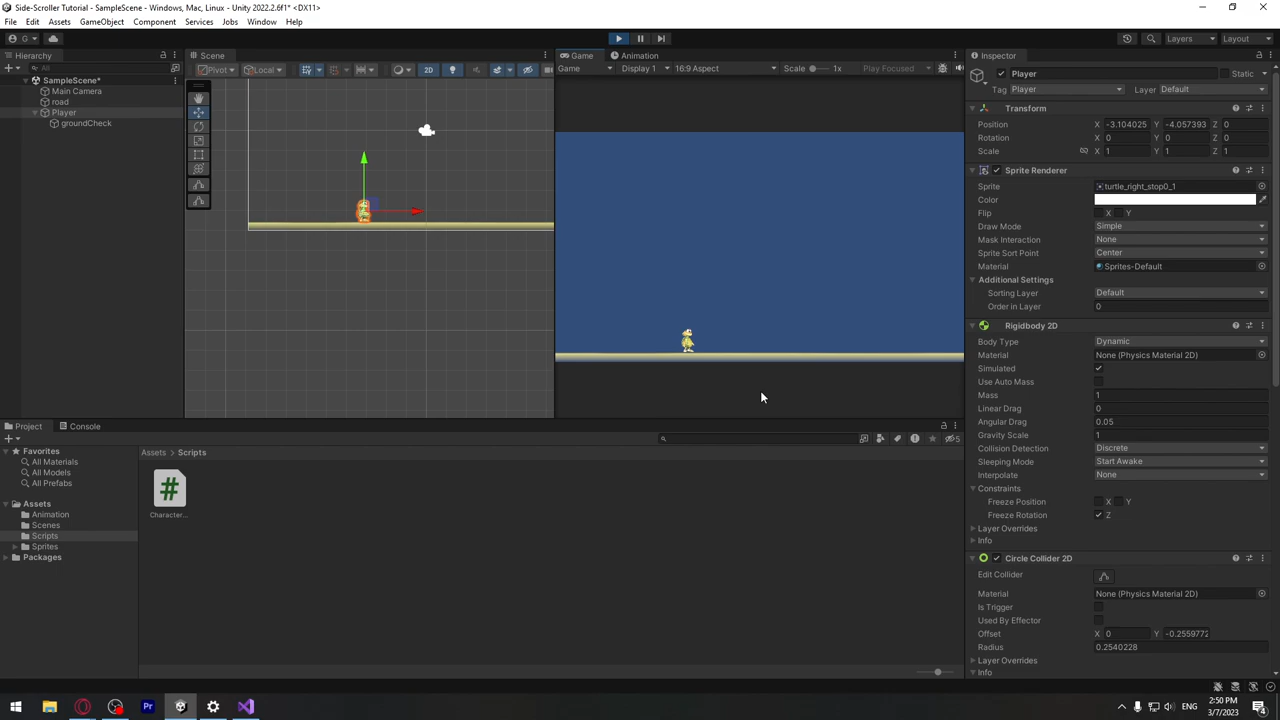 Side-Scroller Tutorial - SampleScene - Windows, Mac, Linux - Unity 2022.2.6f1* <DX11>
File Edit Assets GameObject Component Services Jobs Window Help
G Layers Layout
Hierarchy
All
SampleScene*
Main Camera
road
Player
groundCheck
Scene
Pivot Local 2D
Game Animation
Game Display 1 16:9 Aspect Scale 1x Play Focused
Inspector
Player Static
Tag Player Layer Default
Transform
Position X -3.104025 Y -4.057393 Z 0
Rotation X 0 Y 0 Z 0
Scale X 1 Y 1 Z 1
Sprite Renderer
Sprite turtle_right_stop0_1
Color
Flip X Y
Draw Mode Simple
Mask Interaction None
Sprite Sort Point Center
Material Sprites-Default
Additional Settings
Sorting Layer Default
Order in Layer 0
Rigidbody 2D
Body Type Dynamic
Material None (Physics Material 2D)
Simulated
Use Auto Mass
Mass 1
Linear Drag 0
Angular Drag 0.05
Gravity Scale 1
Collision Detection Discrete
Sleeping Mode Start Awake
Interpolate None
Constraints
Freeze Position X Y
Freeze Rotation Z
Layer Overrides
Info
Circle Collider 2D
Edit Collider
Material None (Physics Material 2D)
Is Trigger
Used By Effector
Offset X 0 Y -0.2559772
Radius 0.2540228
Layer Overrides
Info
Project Console
5
Favorites
All Materials
All Models
All Prefabs
Assets
Animation
Scenes
Scripts
Sprites
Packages
Assets Scripts
#
Character...
Pr
ENG
2:50 PM
3/7/2023
4